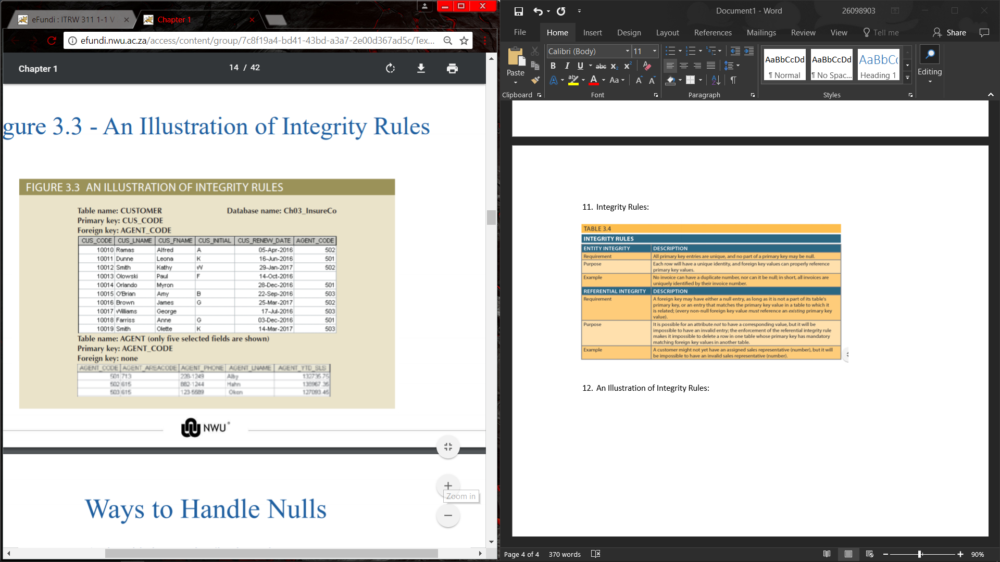 eFundi : ITRW 311 1-1 V
Chapter 1
efundi.nwu.ac.za/access/content/group/7c8f19a4-bd41-43bd-a3a7-2e00d367ad5c/Tex...
Chapter 1
14 / 42
gure 3.3 - An Illustration of Integrity Rules
FIGURE 3.3 AN ILLUSTRATION OF INTEGRITY RULES
Table name: CUSTOMER Database name: Ch03_InsureCo
Primary key: CUS_CODE
Foreign key: AGENT_CODE
CUS_CODE CUS_LNAME CUS_FNAME CUS_INITIAL CUS_RENEW_DATE AGENT_CODE
10010 Ramas Alfred A 05-Apr-2016 502
10011 Dunne Leona K 16-Jun-2016 501
10012 Smith Kathy W 29-Jan-2017 502
10013 Olowski Paul F 14-Oct-2016
10014 Orlando Myron 28-Dec-2016 501
10015 O'Brian Amy B 22-Sep-2016 503
10016 Brown James G 25-Mar-2017 502
10017 Williams George 17-Jul-2016 503
10018 Farriss Anne G 03-Dec-2016 501
10019 Smith Olette K 14-Mar-2017 503
Table name: AGENT (only five selected fields are shown)
Primary key: AGENT_CODE
Foreign key: none
AGENT_CODE AGENT_AREACODE AGENT_PHONE AGENT_LNAME AGENT_YTD_SLS
501 713 228-1249 Alby 132735.75
502 615 882-1244 Hahn 138967.35
503 615 123-5589 Okon 127093.45
NWU
Zoom in
Ways to Handle Nulls
Document1 - Word 26098903
File Home Insert Design Layout References Mailings Review View Tell me Share
Calibri (Body) 11
Paste
Clipboard Font Paragraph Styles
AaBbCcDd AaBbCcDd AaBbC
¶ Normal ¶ No Spac... Heading 1
Editing
11. Integrity Rules:
TABLE 3.4
INTEGRITY RULES
ENTITY INTEGRITY DESCRIPTION
Requirement All primary key entries are unique, and no part of a primary key may be null.
Purpose Each row will have a unique identity, and foreign key values can properly reference
primary key values.
Example No invoice can have a duplicate number, nor can it be null; in short, all invoices are
uniquely identified by their invoice number.
REFERENTIAL INTEGRITY DESCRIPTION
Requirement A foreign key may have either a null entry, as long as it is not a part of its table's
primary key, or an entry that matches the primary key value in a table to which it
is related; (every non-null foreign key value must reference an existing primary key
value).
Purpose It is possible for an attribute not to have a corresponding value, but it will be
impossible to have an invalid entry; the enforcement of the referential integrity rule
makes it impossible to delete a row in one table whose primary key has mandatory
matching foreign key values in another table.
Example A customer might not yet have an assigned sales representative (number), but it will
be impossible to have an invalid sales representative (number).
12. An Illustration of Integrity Rules:
Page 4 of 4 370 words 90%